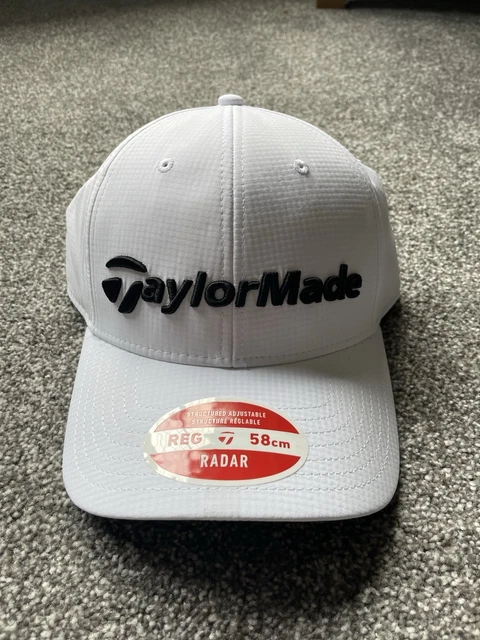 TaylorMade
STRUCTURED ADJUSTABLE
STRUCTURE RÉGLABLE
REG 58cm
RADAR